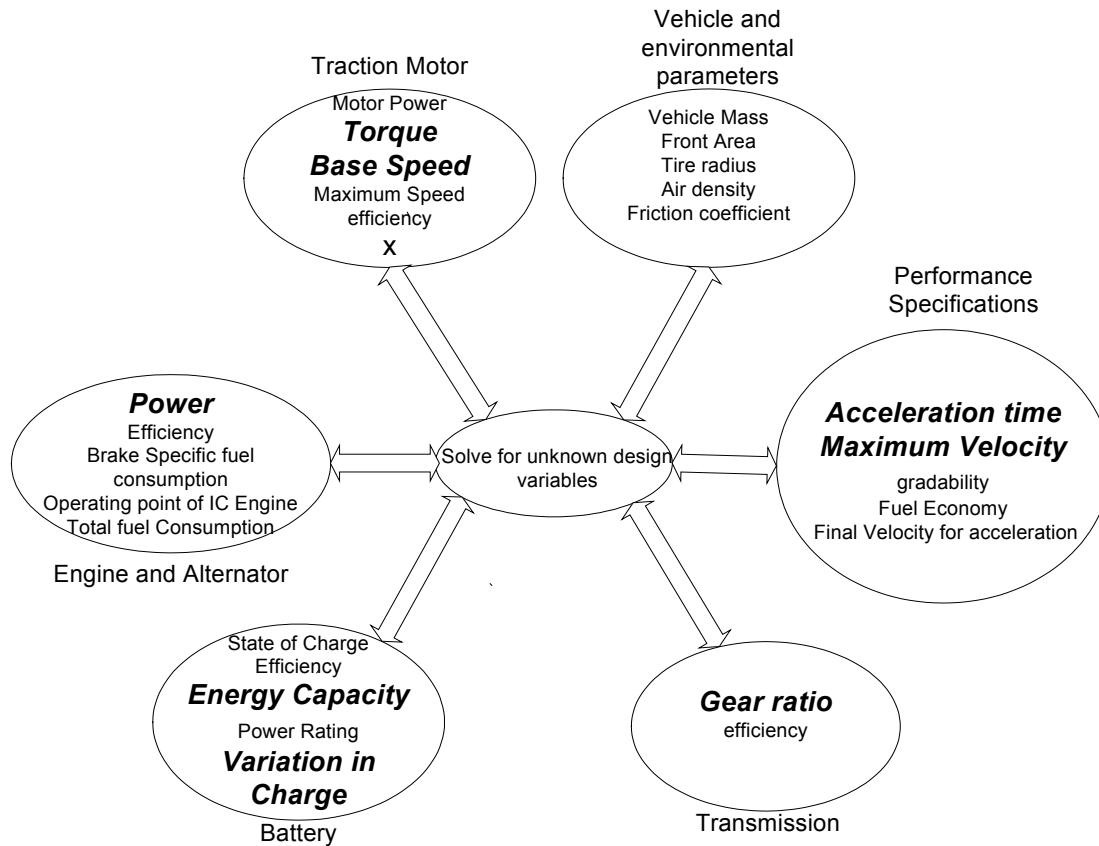 Traction Motor
Motor Power
Torque
Base Speed
Maximum Speed
efficiency
x
Vehicle and
environmental
parameters
Vehicle Mass
Front Area
Tire radius
Air density
Friction coefficient
Performance
Specifications
Acceleration time
Maximum Velocity
gradability
Fuel Economy
Final Velocity for acceleration
Power
Efficiency
Brake Specific fuel
consumption
Operating point of IC Engine
Total fuel Consumption
Engine and Alternator
Solve for unknown design
variables
State of Charge
Efficiency
Energy Capacity
Power Rating
Variation in
Charge
Battery
Gear ratio
efficiency
Transmission